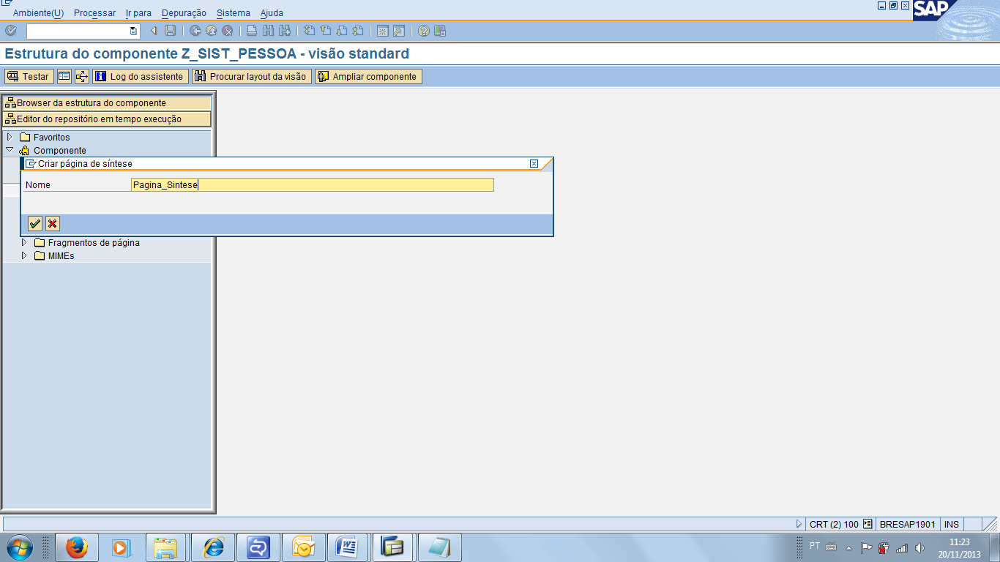 Ambiente(U) Processar Ir para Depuração Sistema Ajuda
SAP
Estrutura do componente Z_SIST_PESSOA - visão standard
Testar Log do assistente Procurar layout da visão Ampliar componente
Browser da estrutura do componente
Editor do repositório em tempo execução
Favoritos
Componente
Criar página de síntese
Nome Pagina_Sintese
Fragmentos de página
MIMEs
CRT (2) 100 BRESAP1901 INS
PT 11:23
20/11/2013